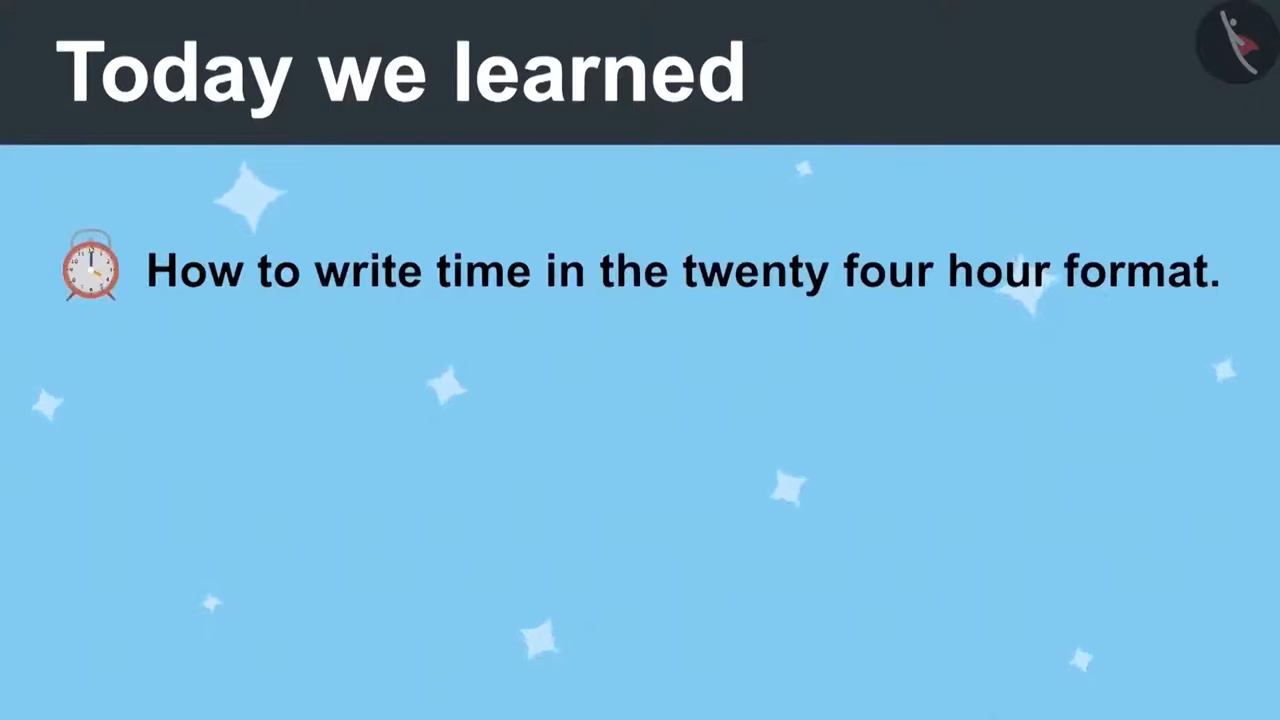 Today we learned
How to write time in the twenty four hour format.